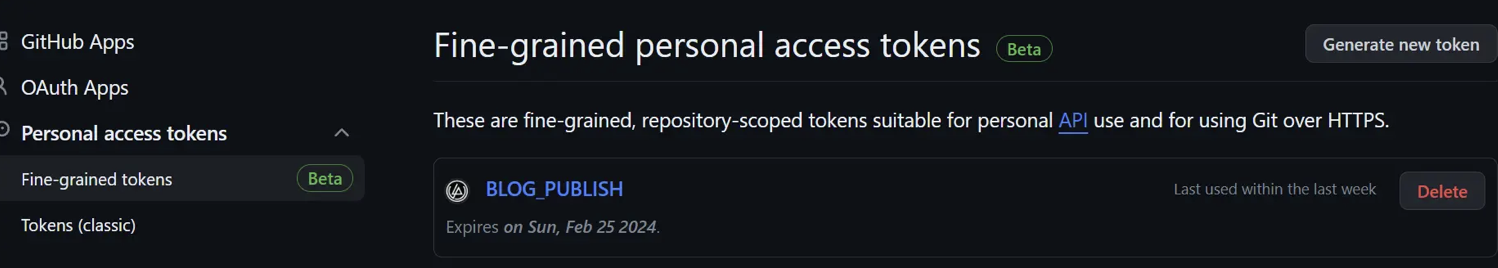 GitHub Apps
OAuth Apps
Personal access tokens
Fine-grained tokens Beta
Tokens (classic)
Fine-grained personal access tokens Beta
Generate new token
These are fine-grained, repository-scoped tokens suitable for personal API use and for using Git over HTTPS.
BLOG_PUBLISH
Last used within the last week
Delete
Expires on Sun, Feb 25 2024.